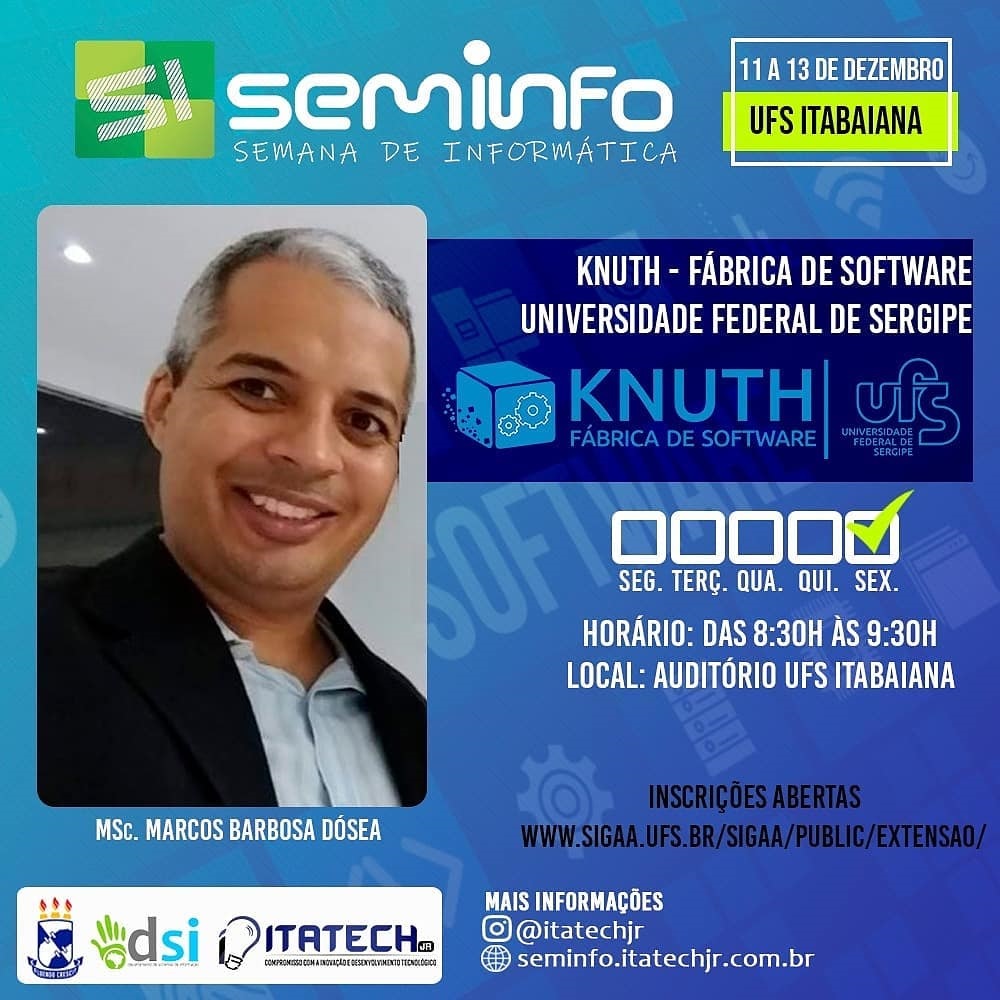 SI
seminfo
SEMANA DE INFORMÁTICA
11 A 13 DE DEZEMBRO
UFS ITABAIANA
KNUTH - FÁBRICA DE SOFTWARE
UNIVERSIDADE FEDERAL DE SERGIPE
KNUTH
FÁBRICA DE SOFTWARE
ufs
UNIVERSIDADE
FEDERAL DE
SERGIPE
SOFTWARE
SEG. TERÇ. QUA. QUI. SEX.
HORÁRIO: DAS 8:30H ÀS 9:30H
LOCAL: AUDITÓRIO UFS ITABAIANA
MSc. MARCOS BARBOSA DÓSEA
INSCRIÇÕES ABERTAS
WWW.SIGAA.UFS.BR/SIGAA/PUBLIC/EXTENSAO/
dsi
ITATECH JR
COMPROMISSO COM A INOVAÇÃO E DESENVOLVIMENTO TECNOLÓGICO
MAIS INFORMAÇÕES
@itatechjr
seminfo.itatechjr.com.br